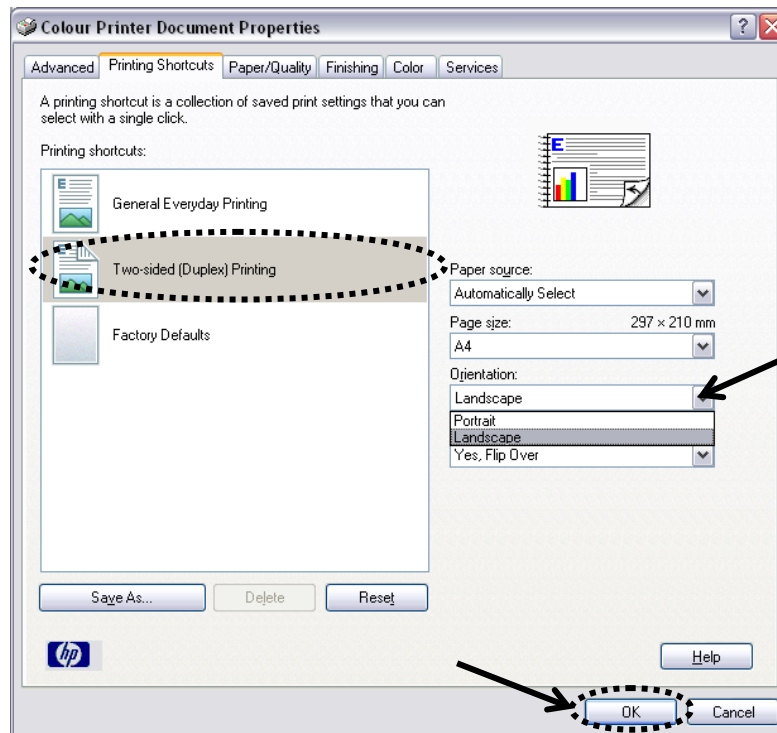 Colour Printer Document Properties
?
X
Advanced
Printing Shortcuts
Paper/Quality
Finishing
Color
Services
A printing shortcut is a collection of saved print settings that you can
select with a single click.
Printing shortcuts:
E
General Everyday Printing
E
Two-sided (Duplex) Printing
Factory Defaults
E
Paper source:
Automatically Select
Page size: 297 × 210 mm
A4
Orientation:
Landscape
Portrait
Landscape
Yes, Flip Over
Save As...
Delete
Reset
hp
Help
OK
Cancel